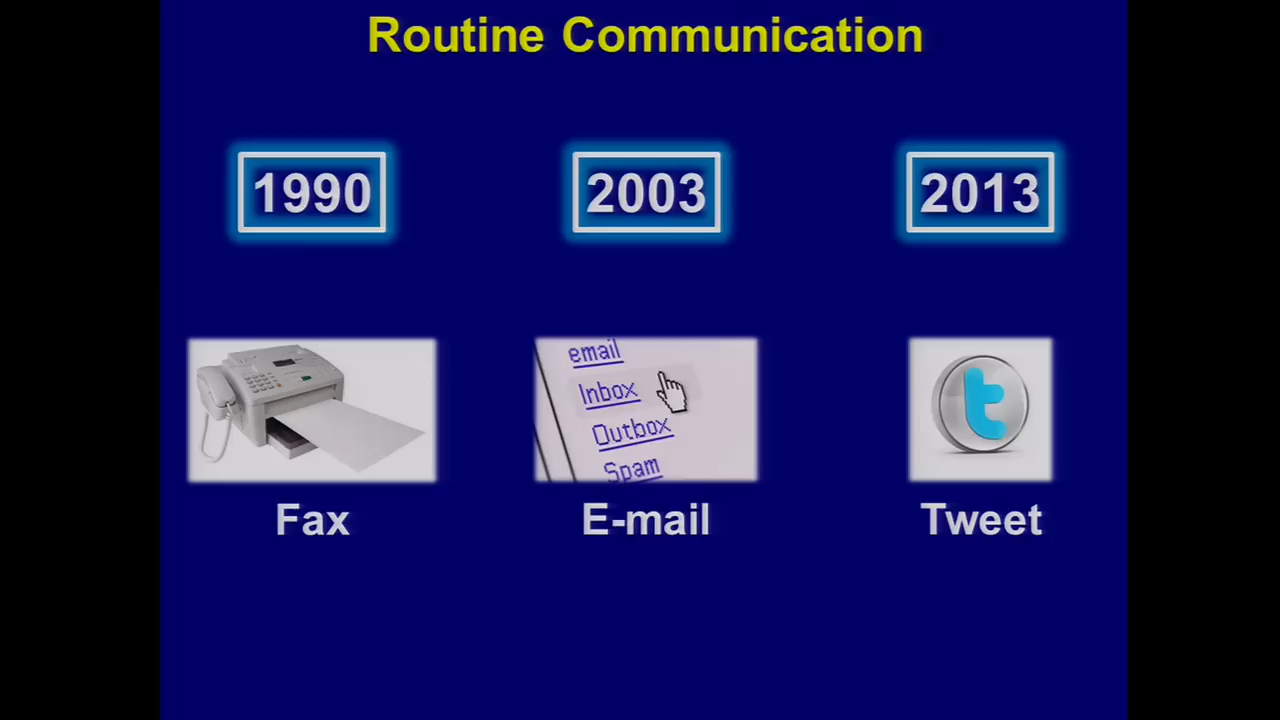 Routine Communication
1990
2003
2013
email
Inbox
Outbox
Spam
t
Fax
E-mail
Tweet